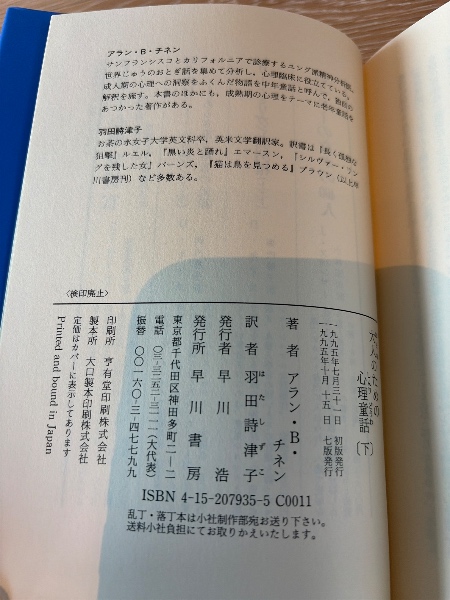 アラン・B・チネン
サンフランシスコとカリフォルニアで診療するユング派精神分析医。
世界じゅうのおとぎ話を集めて分析し、心理臨床に役立てている。
成人期の心理への洞察をふくんだ物語を中年童話と呼んで、独自の
解釈を施す。本書のほかにも、成熟期の心理をテーマに老年童話を
あつかった著作がある。
羽田詩津子
お茶の水女子大学英文科卒、英米文学翻訳家。訳書は『長く孤独な
狙撃』ルエル、『黒い炎と踊れ』エマースン、『シルヴァー・リン
グを残した女』バーンズ、『猫は鳥を見つめる』ブラウン(以上早
川書房刊)など多数ある。
〈検印廃止〉
大人のための
心理童話
(下)
一九九五年七月三十一日 初版発行
一九九五年十月十五日 七版発行
著者 アラン・B・チネン
訳者 羽田詩津子
はたしずこ
発行者 早川浩
発行所 早川書房
東京都千代田区神田多町二ー二
電話 〇三-三二五二-三一一一(大代表)
振替 〇〇一六〇-三-四七七九九
印刷所 亨有堂印刷株式会社
製本所 大口製本印刷株式会社
定価はカバーに表示してあります
Printed and bound in Japan
ISBN 4-15-207935-5 C0011
乱丁・落丁本は小社制作部宛お送り下さい。
送料小社負担にてお取りかえいたします。